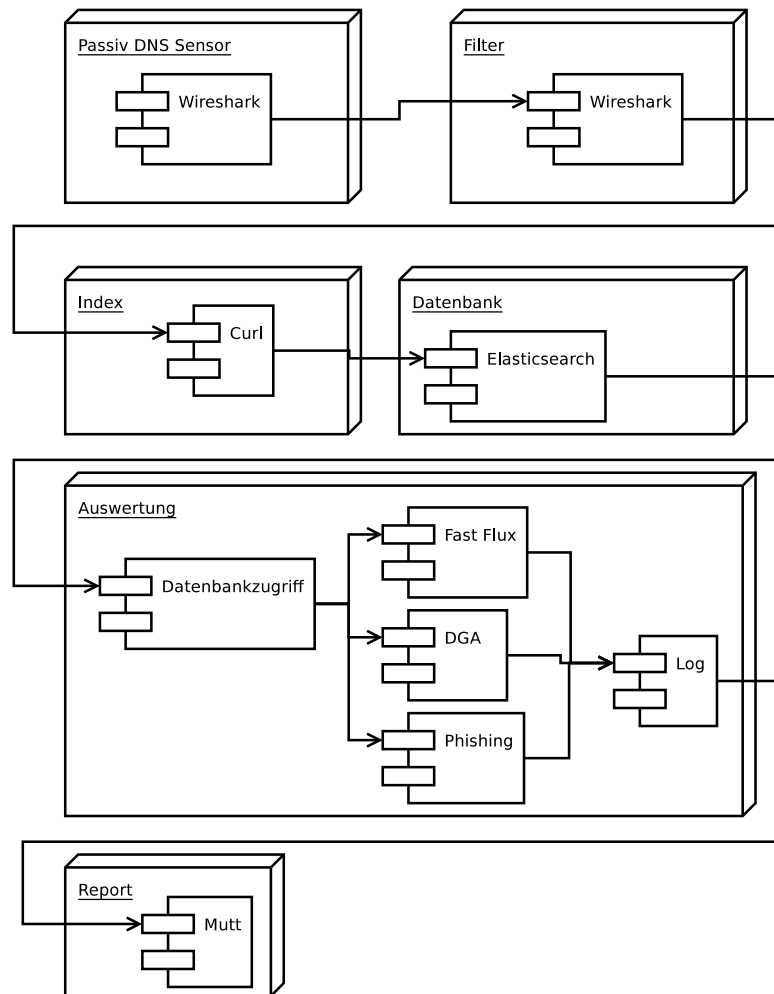 Passiv DNS Sensor
Wireshark
Filter
Wireshark
Index
Curl
Datenbank
Elasticsearch
Auswertung
Datenbankzugriff
Fast Flux
DGA
Phishing
Log
Report
Mutt